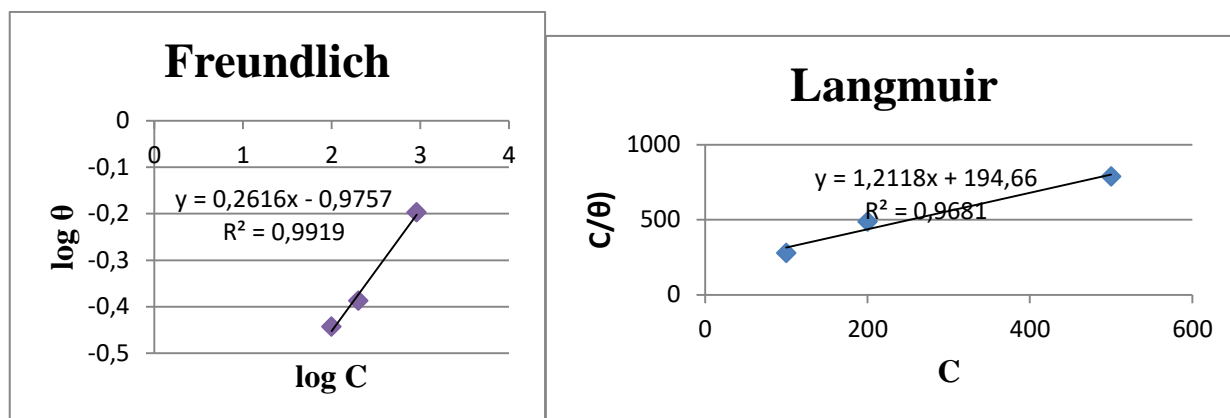 Freundlich
0
0 1 2 3 4
-0,1
-0,2
-0,3
-0,4
-0,5
y = 0,2616x - 0,9757
R² = 0,9919
log θ
log C
Langmuir
1000
500
0
0 200 400 600
y = 1,2118x + 194,66
R² = 0,9681
C/θ)
C